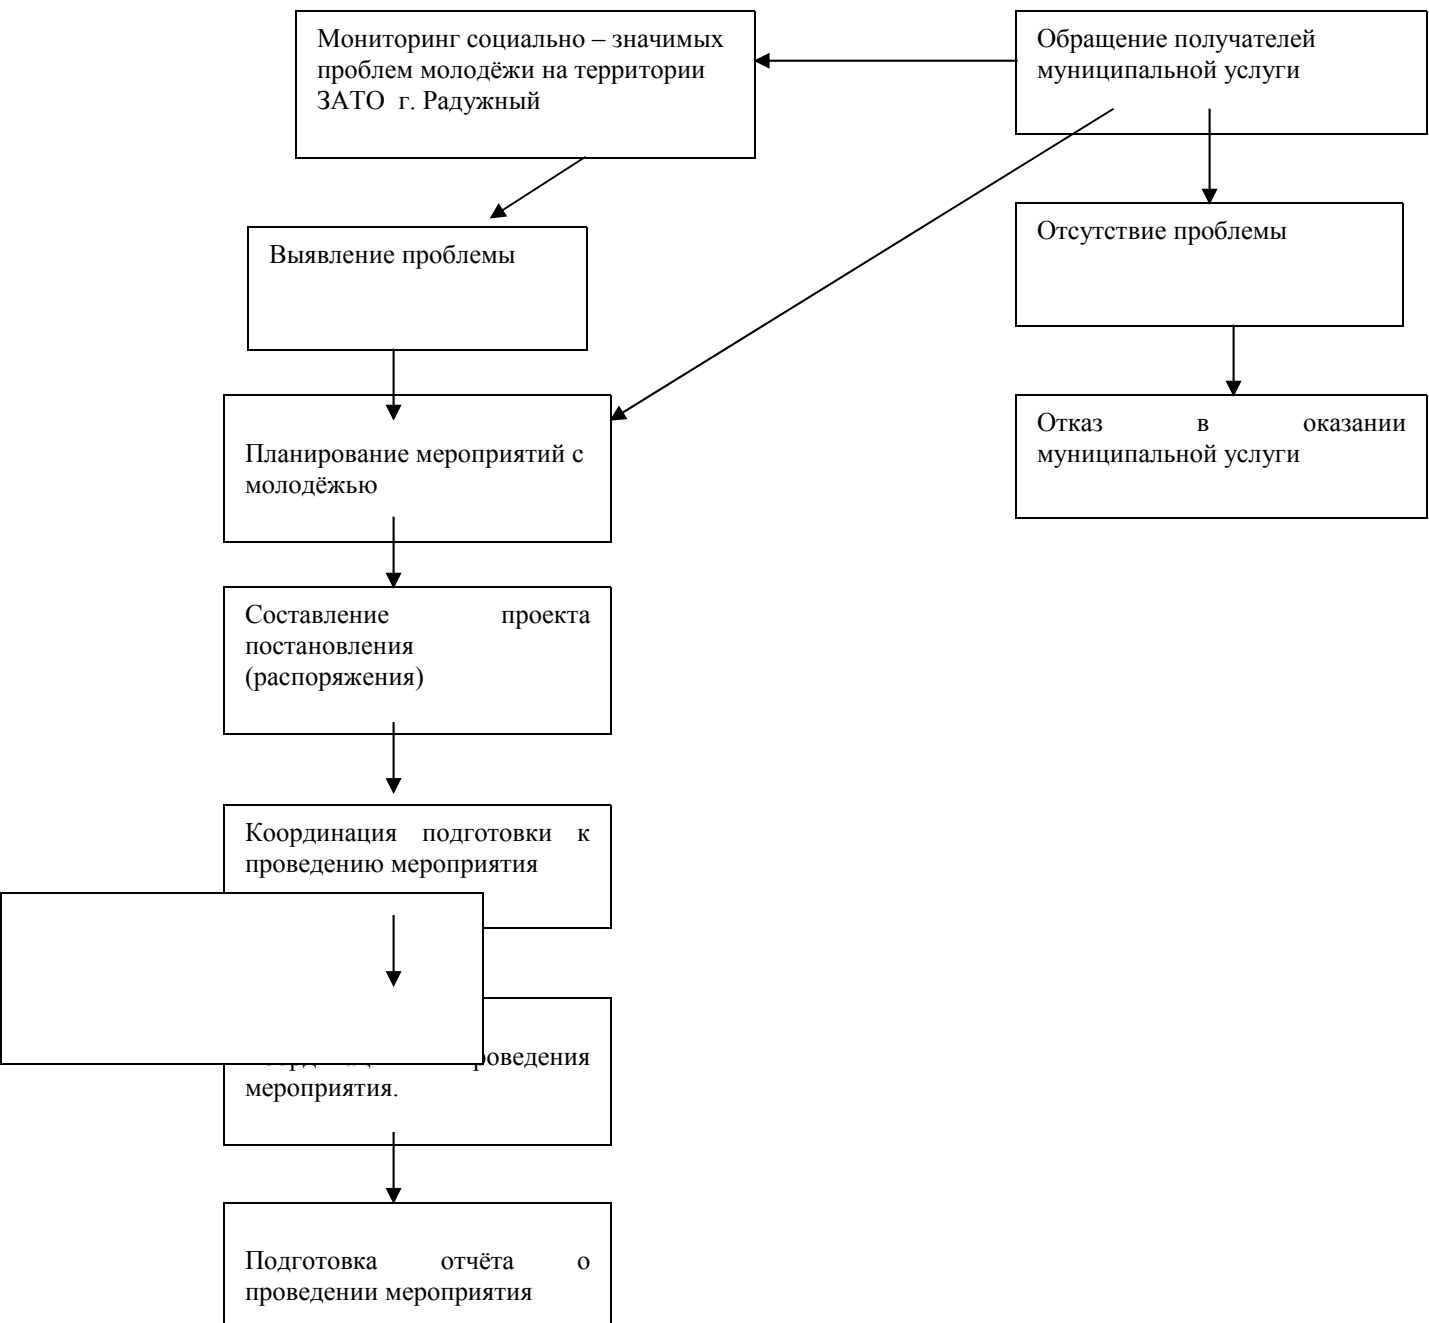 Мониторинг социально – значимых
проблем молодёжи на территории
ЗАТО  г. Радужный
Обращение получателей
муниципальной услуги
Выявление проблемы
Отсутствие проблемы
Планирование мероприятий с
молодёжью
Отказ в оказании
муниципальной услуги
Составление проекта
постановления
(распоряжения)
Координация подготовки к
проведению мероприятия
мероприятия.
Подготовка отчёта о
проведении мероприятия